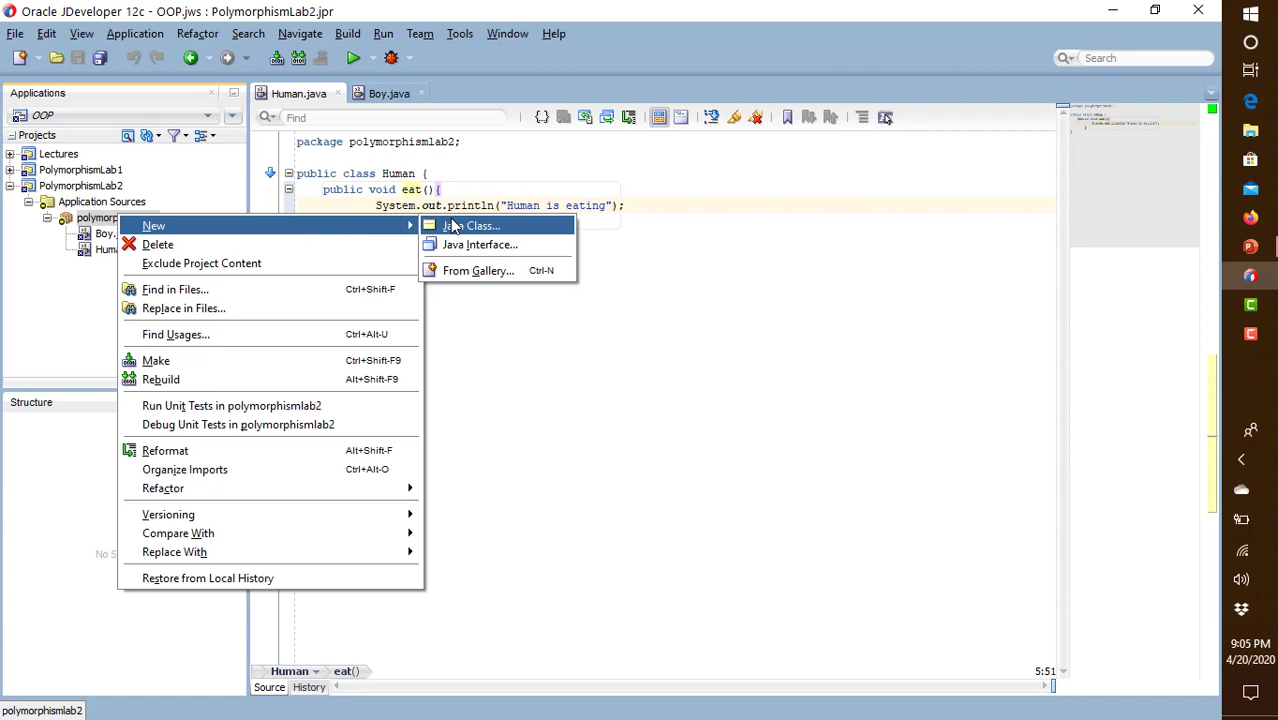 Oracle JDeveloper 12c - OOP.jws : PolymorphismLab2.jpr
File Edit View Application Refactor Search Navigate Build Run Team Tools Window Help
Search
Applications
Human.java
Boy.java
OOP
Find
Projects
Lectures
PolymorphismLab1
PolymorphismLab2
Application Sources
polymorp
Boy.
Hum
package polymorphismlab2;
public class Human {
public void eat(){
System.out.println("Human is eating");
New
Delete
Exclude Project Content
Find in Files... Ctrl+Shift-F
Replace in Files...
Find Usages... Ctrl+Alt-U
Make Ctrl+Shift-F9
Rebuild Alt+Shift-F9
Run Unit Tests in polymorphismlab2
Debug Unit Tests in polymorphismlab2
Reformat Alt+Shift-F
Organize Imports Ctrl+Alt-O
Refactor
Versioning
Compare With
Replace With
Restore from Local History
Java Class...
Java Interface...
From Gallery... Ctrl-N
Structure
No S
Human eat()
5:51
Source History
polymorphismlab2
9:05 PM
4/20/2020